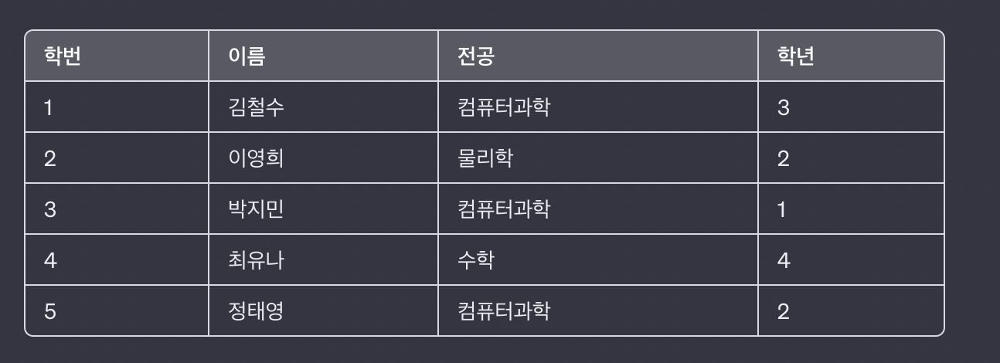 학번 이름 전공 학년
1 김철수 컴퓨터과학 3
2 이영희 물리학 2
3 박지민 컴퓨터과학 1
4 최유나 수학 4
5 정태영 컴퓨터과학 2